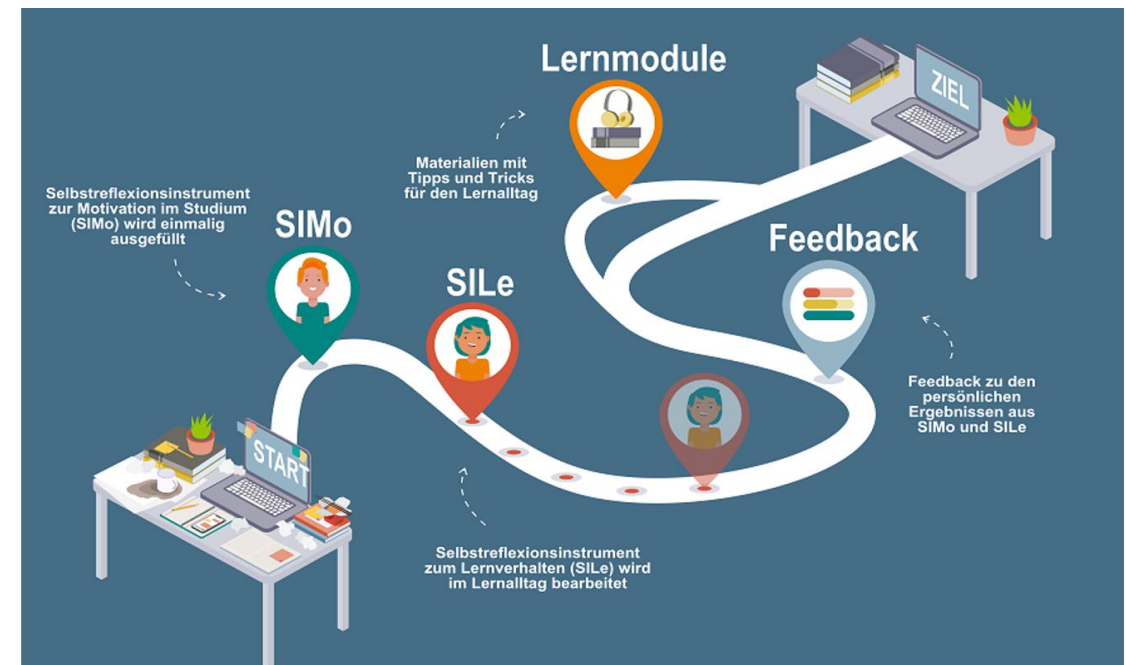 Lernmodule
ZIEL
Materialien mit
Tipps und Tricks
für den Lernalltag
Selbstreflexionsinstrument
zur Motivation im Studium
(SIMo) wird einmalig
ausgefüllt
SIMo
SILe
Feedback
Feedback zu den
persönlichen
Ergebnissen aus
SIMo und SILe
START
Selbstreflexionsinstrument
zum Lernverhalten (SILe) wird
im Lernalltag bearbeitet